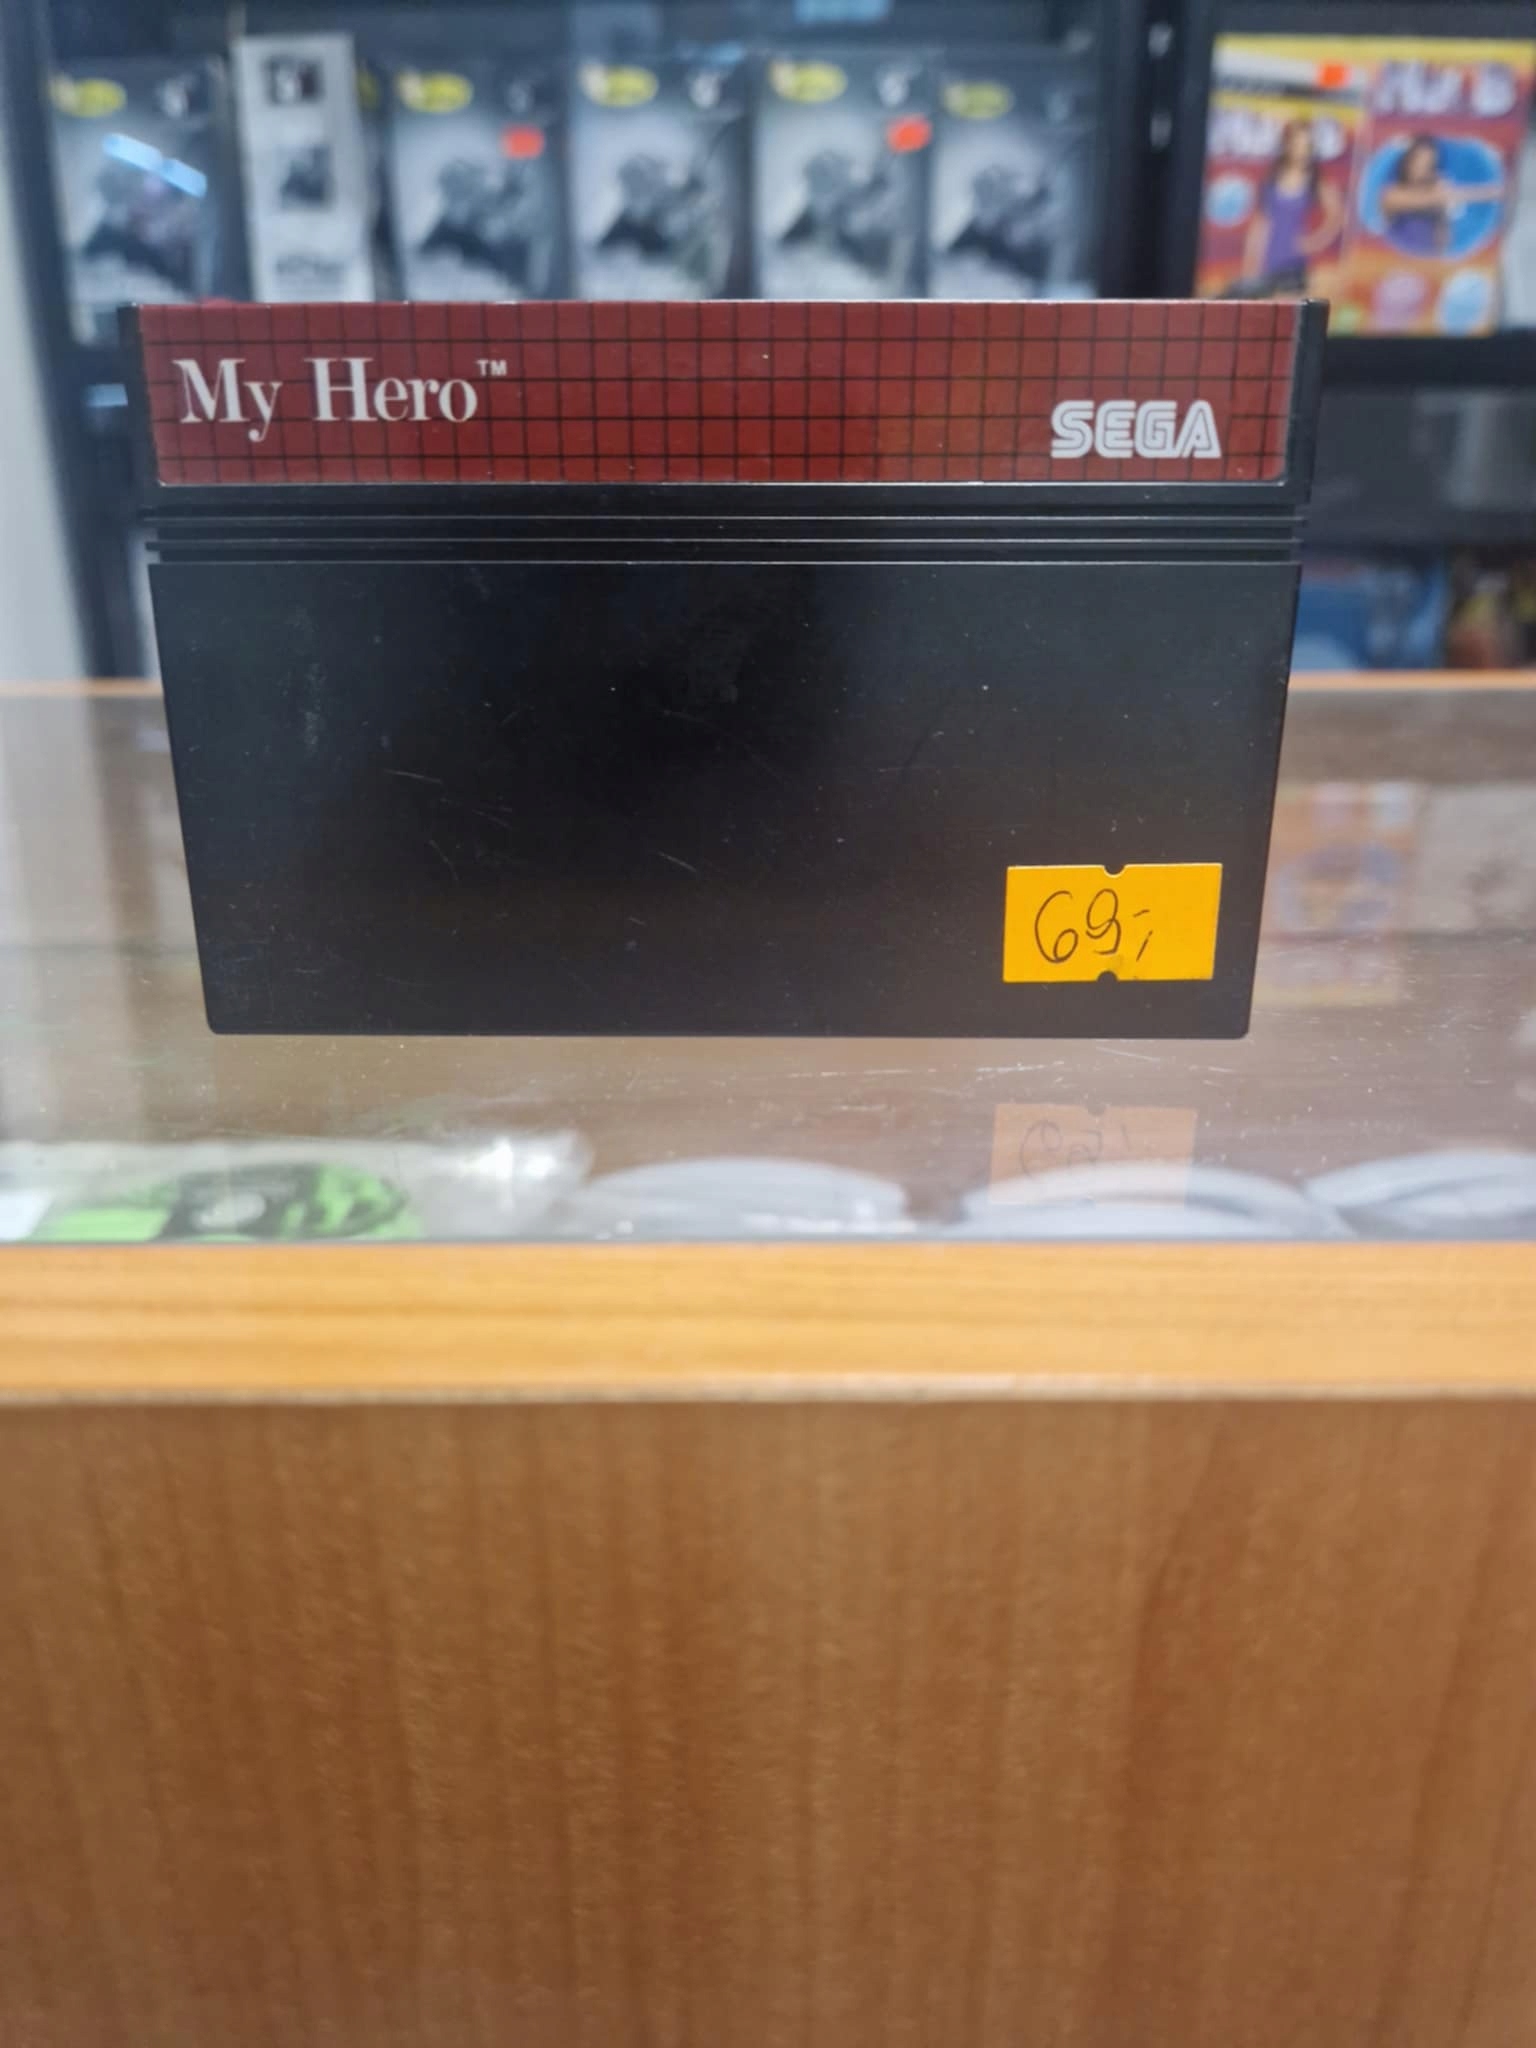 My Hero™
SEGA
69,-